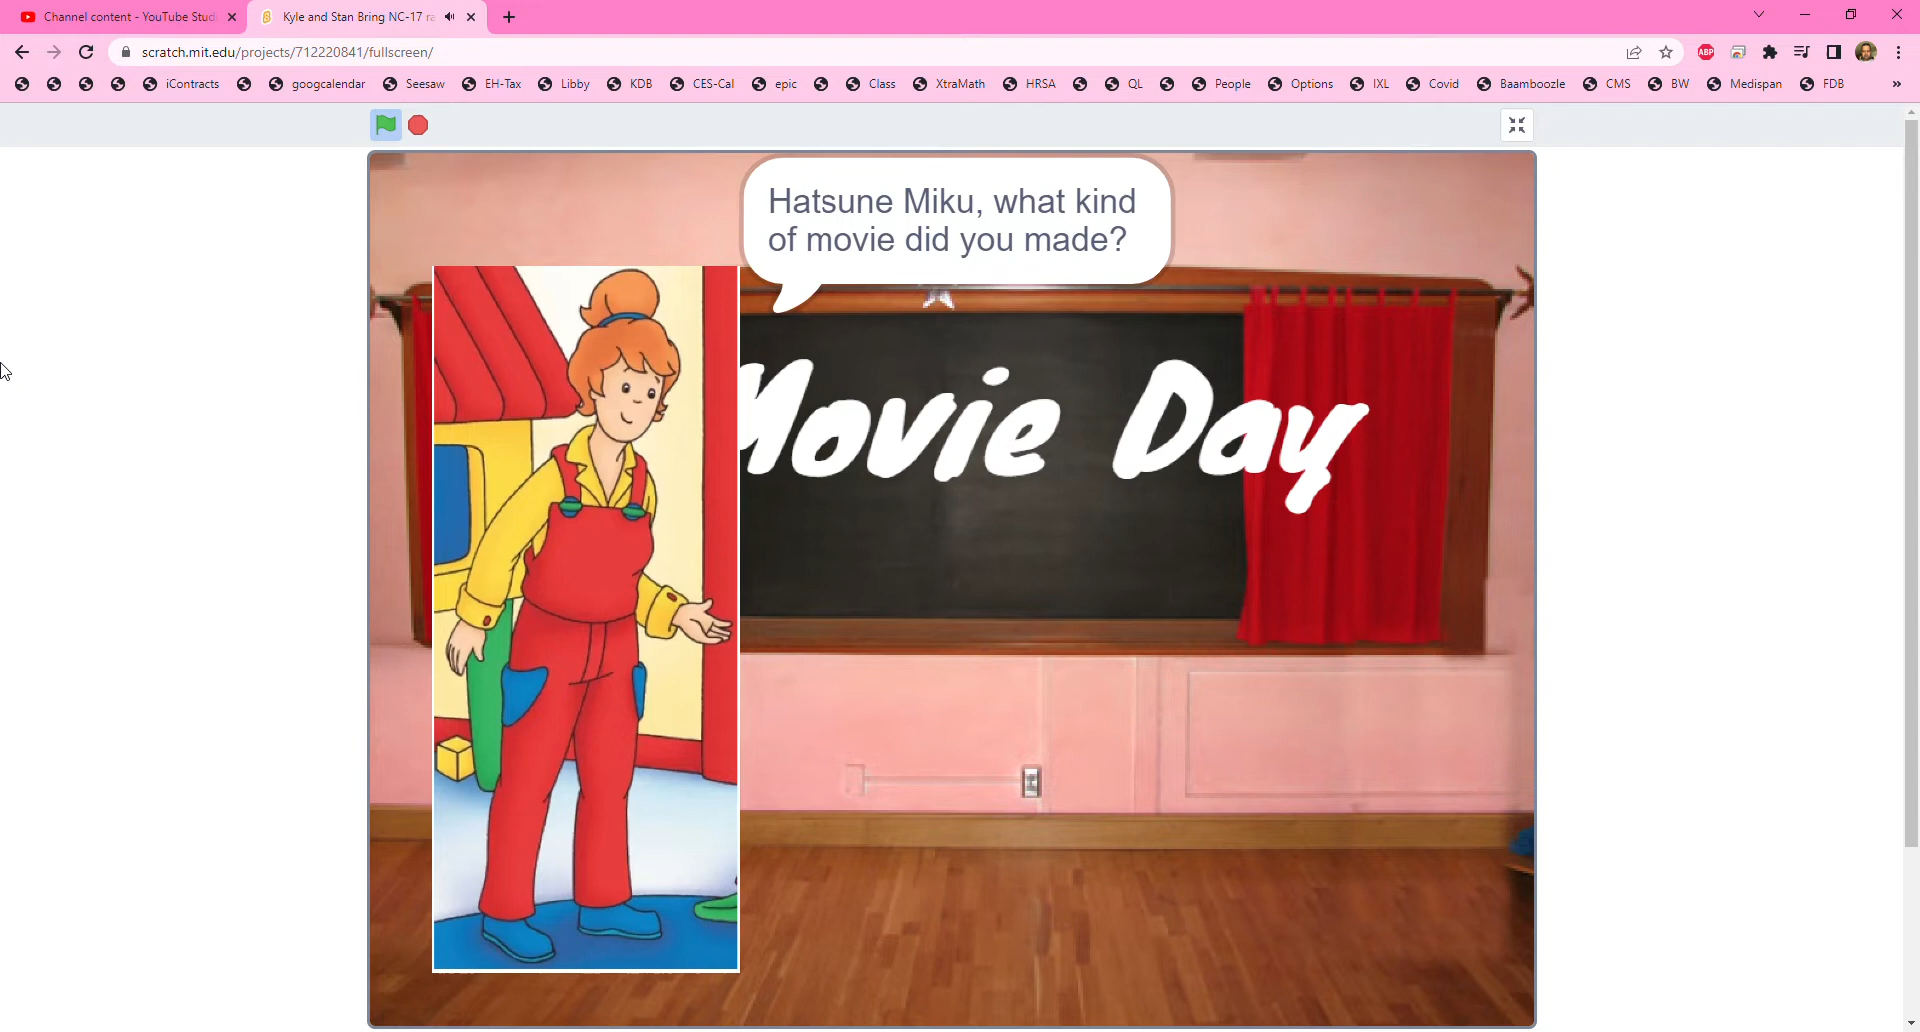 Channel content - YouTube Stud
Kyle and Stan Bring NC-17 ra
scratch.mit.edu/projects/712220841/fullscreen/
ABP
iContracts googcalendar Seesaw EH-Tax Libby KDB CES-Cal epic Class XtraMath HRSA QL People Options IXL Covid Baamboozle CMS BW Medispan FDB
Hatsune Miku, what kind
of movie did you made?
Movie Day